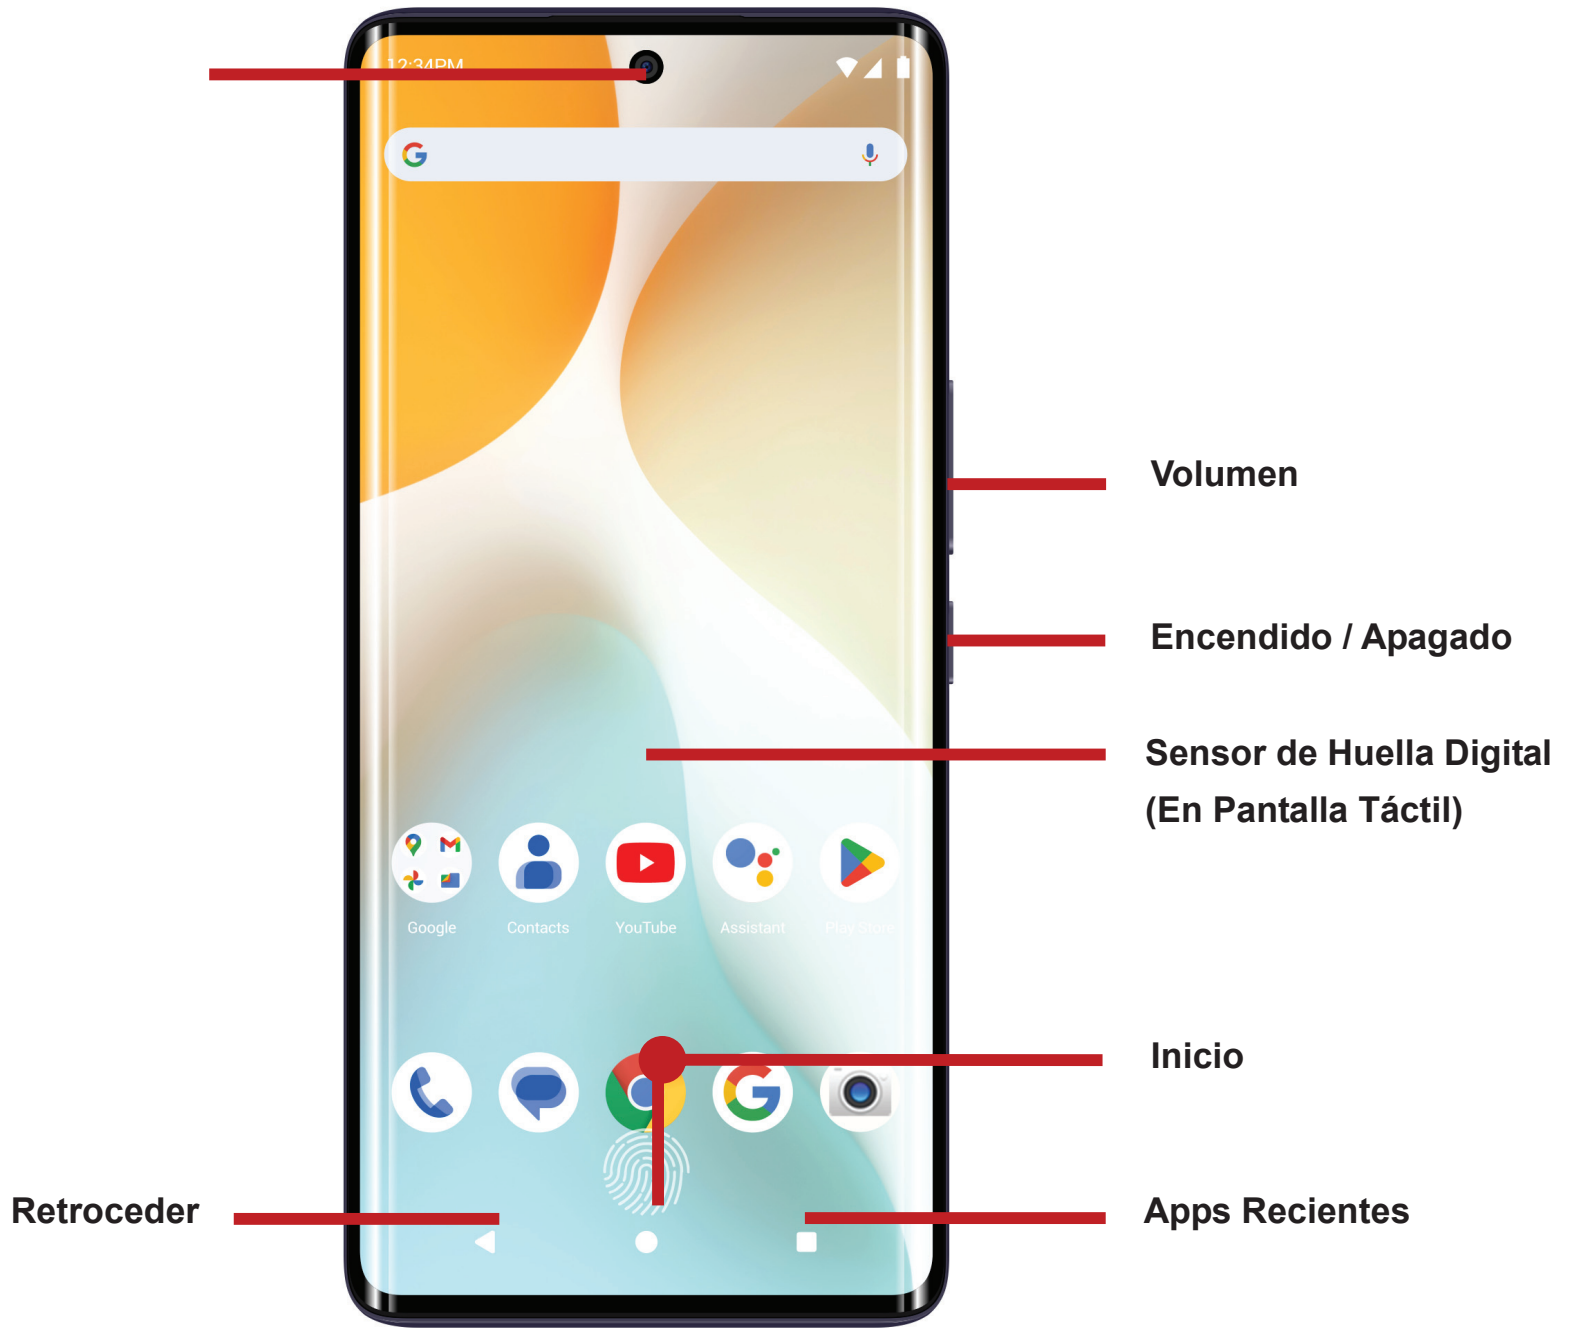 12:34PM
Volumen
Encendido / Apagado
Sensor de Huella Digital
(En Pantalla Táctil)
Google
Contacts
YouTube
Assistant
Play Store
Inicio
Retroceder
Apps Recientes